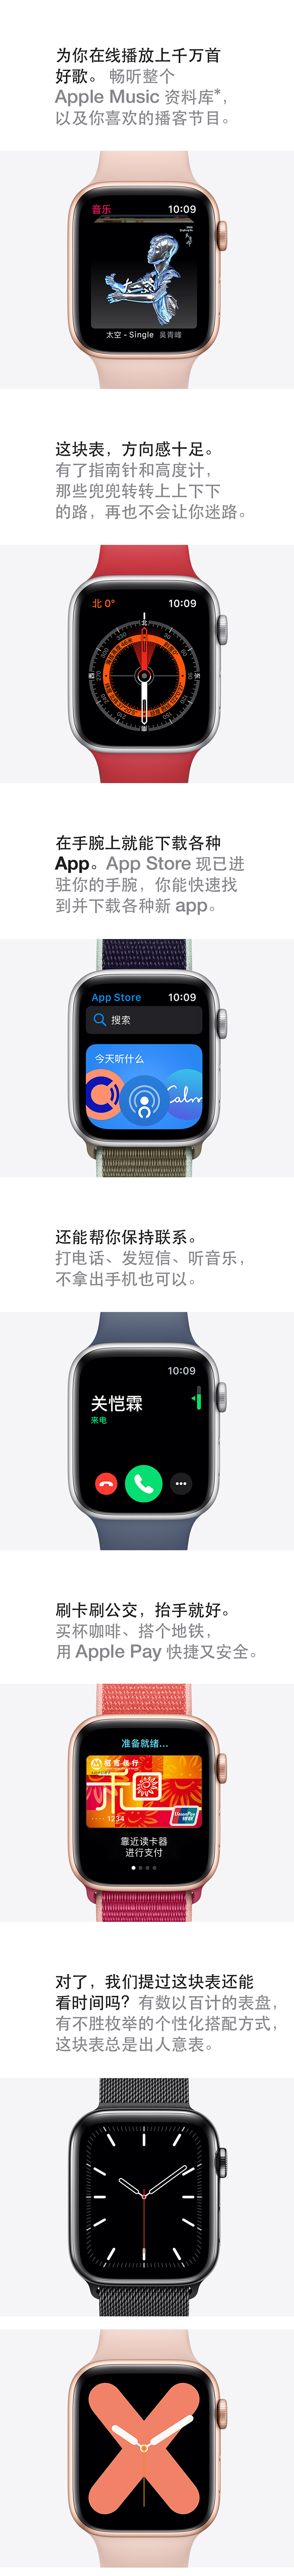 为你在线播放上千万首
好歌。畅听整个
Apple Music 资料库*，
以及你喜欢的播客节目。
音乐 10:09
太空 - Single 吴青峰
这块表，方向感十足。
有了指南针和高度计，
那些兜兜转转上上下下
的路，再也不会让你迷路。
北 0° 10:09
北
在手腕上就能下载各种
App。App Store 现已进
驻你的手腕，你能快速找
到并下载各种新 app。
App Store 10:09
搜索
今天听什么
Calm
还能帮你保持联系。
打电话、发短信、听音乐，
不拿出手机也可以。
10:09
关恺霖
来电
刷卡刷公交，抬手就好。
买杯咖啡、搭个地铁，
用 Apple Pay 快捷又安全。
准备就绪...
招商银行
···· 1234
UnionPay
靠近读卡器
进行支付
对了，我们提过这块表还能
看时间吗？有数以百计的表盘，
有不胜枚举的个性化搭配方式，
这块表总是出人意表。